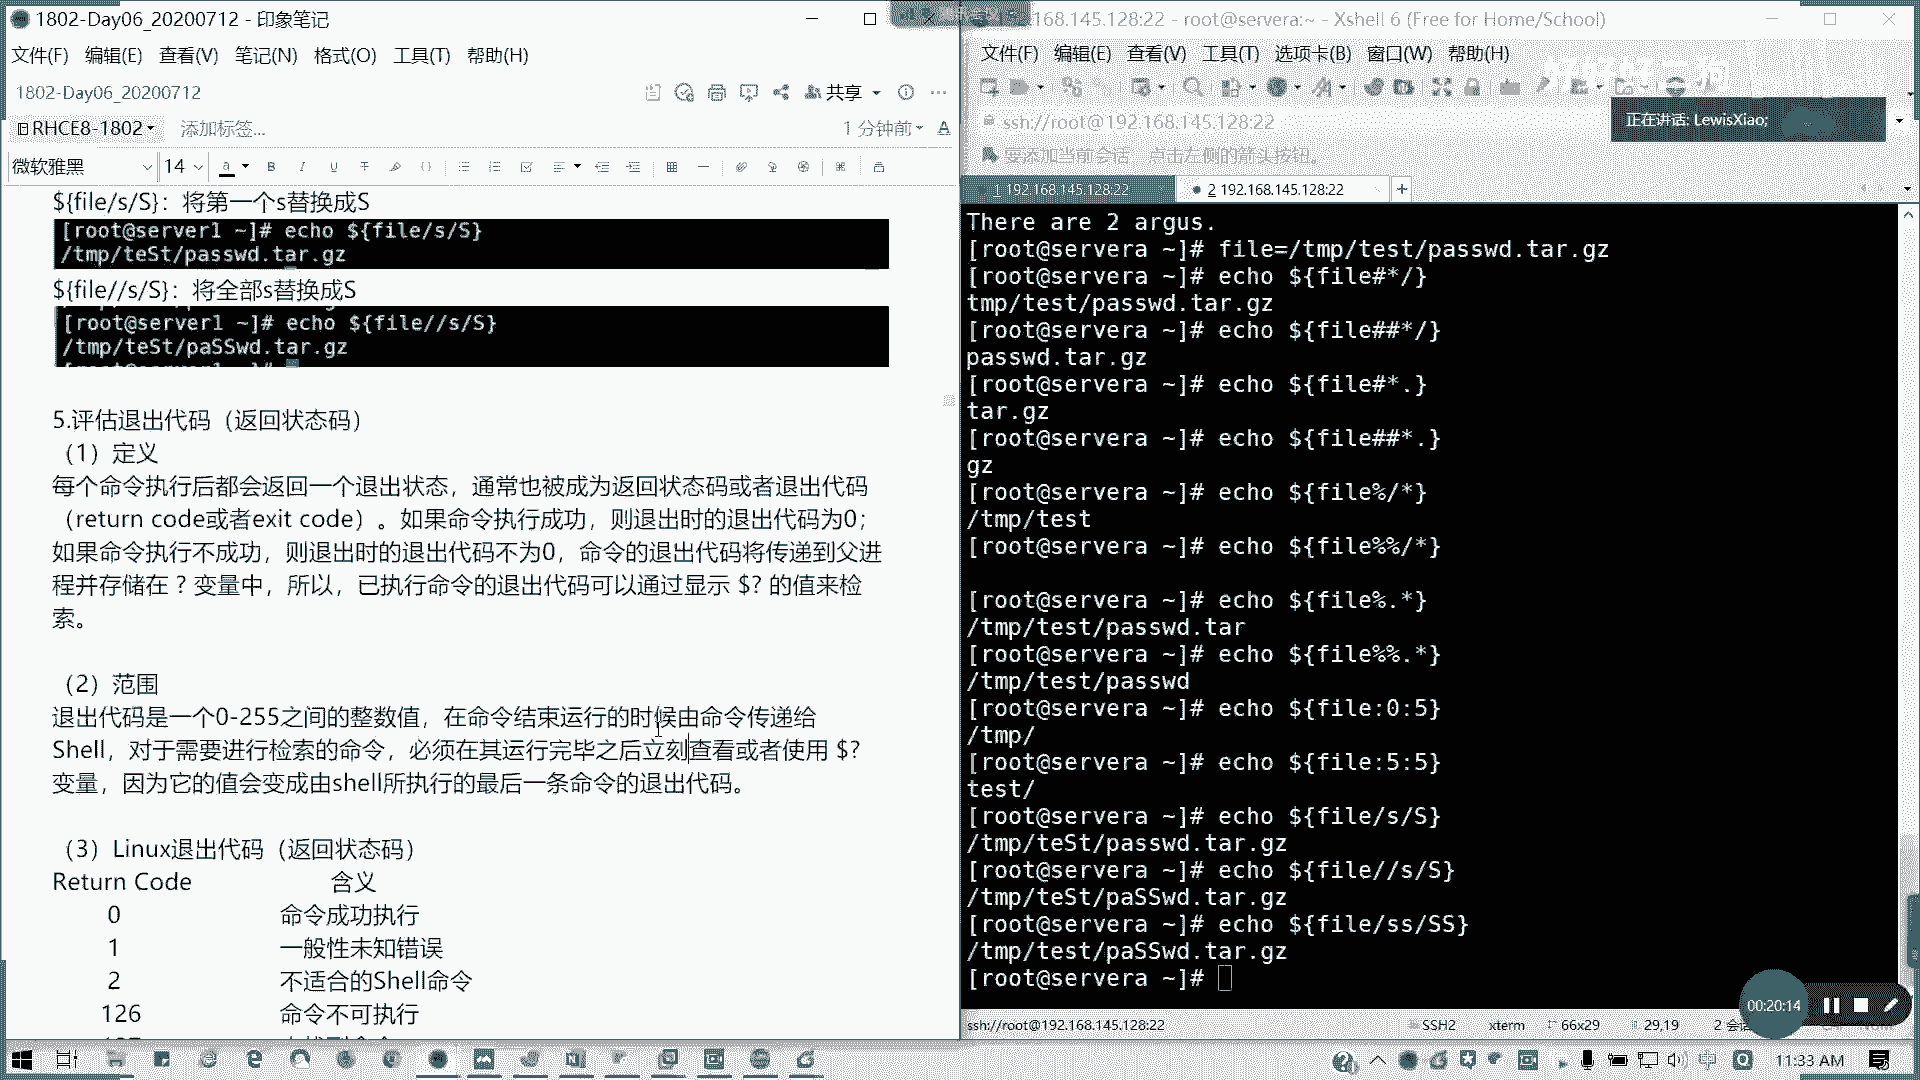 1802-Day06_20200712 - 印象笔记
文件(F) 编辑(E) 查看(V) 笔记(N) 格式(O) 工具(T) 帮助(H)
1802-Day06_20200712
共享
RHCE8-1802
添加标签...
1 分钟前
微软雅黑
14
${file/s/S}：将第一个s替换成S
[root@server1 ~]# echo ${file/s/S}
/tmp/teSt/passwd.tar.gz
${file//s/S}：将全部s替换成S
[root@server1 ~]# echo ${file//s/S}
/tmp/teSt/paSSwd.tar.gz
5.评估退出代码（返回状态码）
（1）定义
每个命令执行后都会返回一个退出状态，通常也被成为返回状态码或者退出代码
（return code或者exit code）。如果命令执行成功，则退出时的退出代码为0；
如果命令执行不成功，则退出时的退出代码不为0，命令的退出代码将传递到父进
程并存储在 ? 变量中，所以，已执行命令的退出代码可以通过显示 $? 的值来检
索。
（2）范围
退出代码是一个0-255之间的整数值，在命令结束运行的时候由命令传递给
Shell，对于需要进行检索的命令，必须在其运行完毕之后立刻查看或者使用 $?
变量，因为它的值会变成由shell所执行的最后一条命令的退出代码。
（3）Linux退出代码（返回状态码）
Return Code 含义
0 命令成功执行
1 一般性未知错误
2 不适合的Shell命令
126 命令不可执行
192.168.145.128:22 - root@servera:~ - Xshell 6 (Free for Home/School)
文件(F) 编辑(E) 查看(V) 工具(T) 选项卡(B) 窗口(W) 帮助(H)
ssh://root@192.168.145.128:22
正在讲话: LewisXiao;
要添加当前会话，点击左侧的箭头按钮。
1 192.168.145.128:22
2 192.168.145.128:22
There are 2 argus.
[root@servera ~]# file=/tmp/test/passwd.tar.gz
[root@servera ~]# echo ${file#*/}
tmp/test/passwd.tar.gz
[root@servera ~]# echo ${file##*/}
passwd.tar.gz
[root@servera ~]# echo ${file#*.}
tar.gz
[root@servera ~]# echo ${file##*.}
gz
[root@servera ~]# echo ${file%/*}
/tmp/test
[root@servera ~]# echo ${file%%/*}
[root@servera ~]# echo ${file%.*}
/tmp/test/passwd.tar
[root@servera ~]# echo ${file%%.*}
/tmp/test/passwd
[root@servera ~]# echo ${file:0:5}
/tmp/
[root@servera ~]# echo ${file:5:5}
test/
[root@servera ~]# echo ${file/s/S}
/tmp/teSt/passwd.tar.gz
[root@servera ~]# echo ${file//s/S}
/tmp/teSt/paSSwd.tar.gz
[root@servera ~]# echo ${file/ss/SS}
/tmp/test/paSSwd.tar.gz
[root@servera ~]#
00:20:14
ssh://root@192.168.145.128:22
SSH2
xterm
66x29
29,19
2 会
11:33 AM